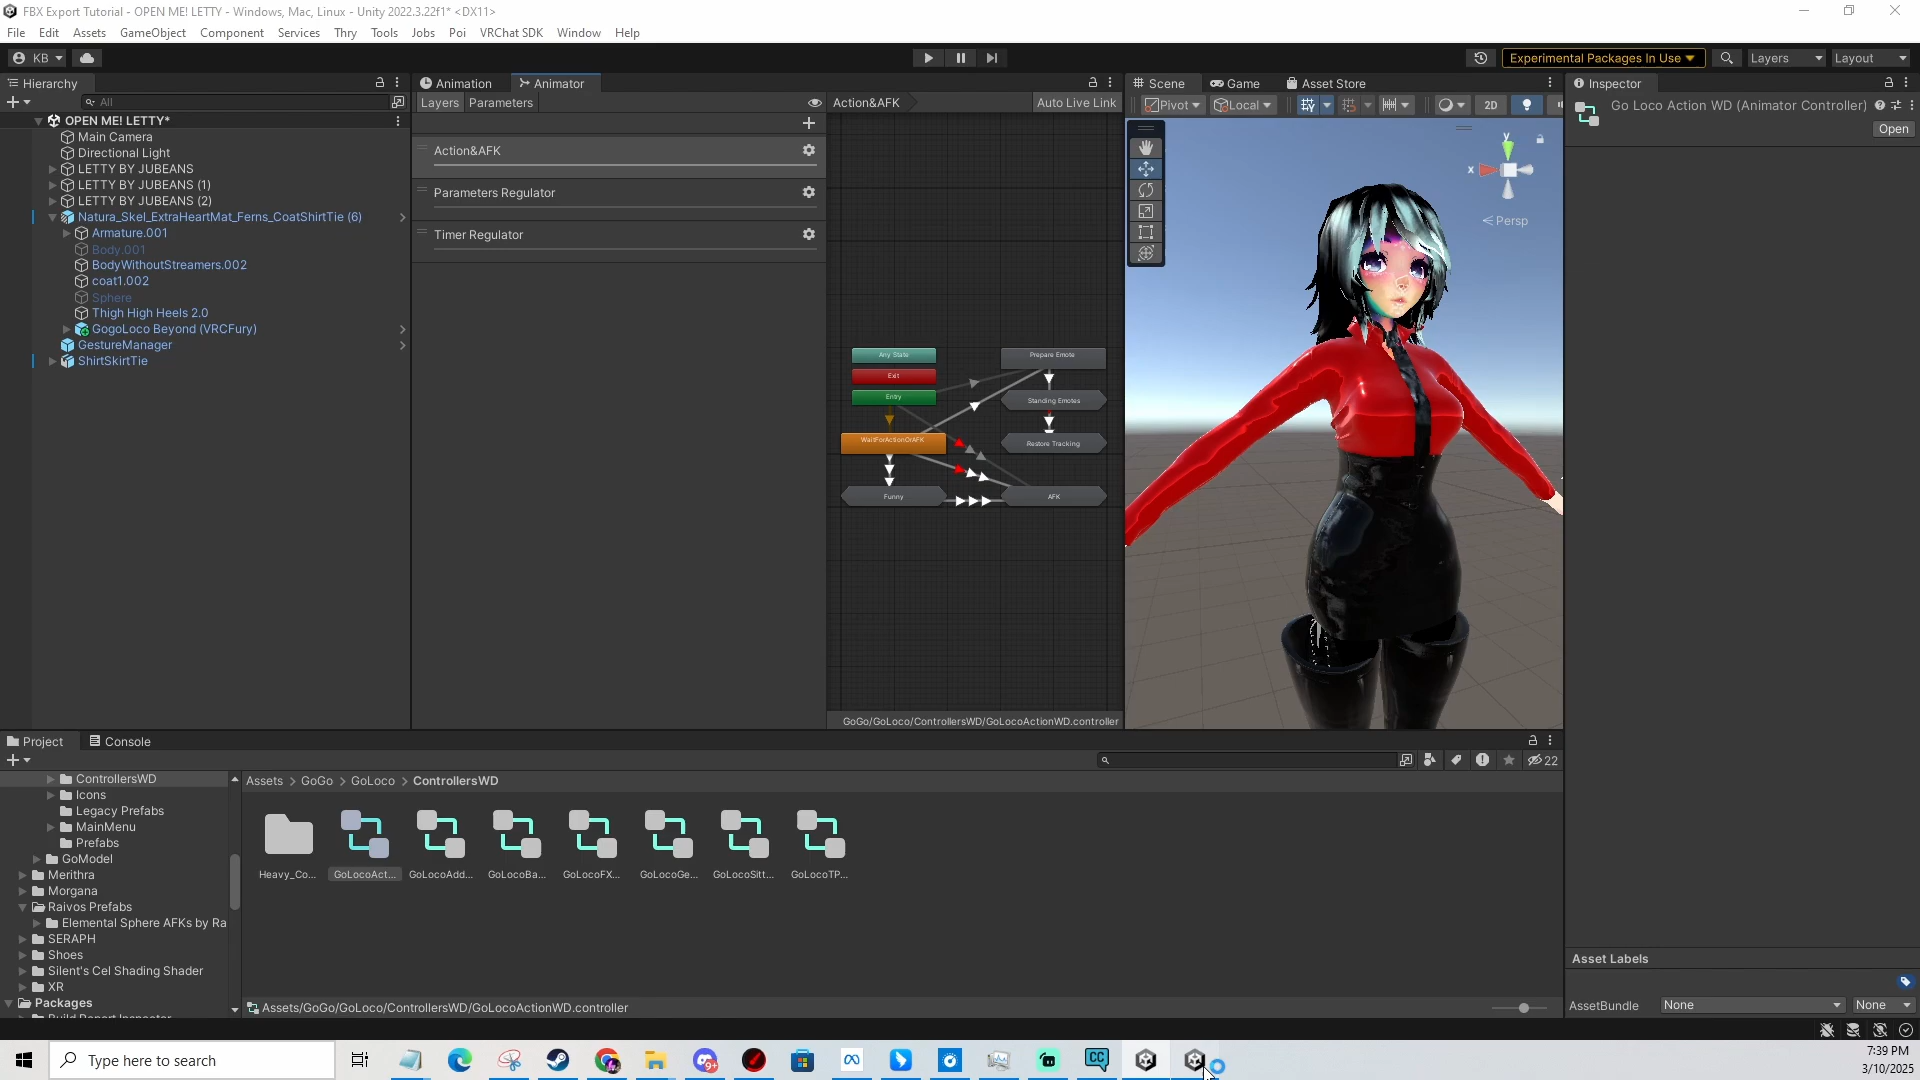 FBX Export Tutorial - OPEN ME! LETTY - Windows, Mac, Linux - Unity 2022.3.22f1* <DX11>
File Edit Assets GameObject Component Services Thry Tools Jobs Poi VRChat SDK Window Help
KB Experimental Packages In Use Layers Layout
Hierarchy
All
OPEN ME! LETTY*
Main Camera
Directional Light
LETTY BY JUBEANS
LETTY BY JUBEANS (1)
LETTY BY JUBEANS (2)
Natura_Skel_ExtraHeartMat_Ferns_CoatShirtTie (6)
Armature.001
Body.001
BodyWithoutStreamers.002
coat1.002
Sphere
Thigh High Heels 2.0
GogoLoco Beyond (VRCFury)
GestureManager
ShirtSkirtTie
Animation Animator
Layers Parameters
Action&AFK Auto Live Link
Action&AFK
Parameters Regulator
Timer Regulator
Any State
Exit
Entry
WaitForActionOrAFK
Funny
Prepare Emote
Standing Emotes
Restore Tracking
AFK
GoGo/GoLoco/ControllersWD/GoLocoActionWD.controller
Scene Game Asset Store
Pivot Local 2D
y
x
Persp
Inspector
Go Loco Action WD (Animator Controller)
Open
Asset Labels
AssetBundle None None
Project Console
22
ControllersWD
Icons
Legacy Prefabs
MainMenu
Prefabs
GoModel
Merithra
Morgana
Raivos Prefabs
Elemental Sphere AFKs by Ra
SERAPH
Shoes
Silent's Cel Shading Shader
XR
Packages
Build Report Inspector
Assets > GoGo > GoLoco > ControllersWD
Heavy_Co... GoLocoAct... GoLocoAdd... GoLocoBa... GoLocoFX... GoLocoGe... GoLocoSitt... GoLocoTP...
Assets/GoGo/GoLoco/ControllersWD/GoLocoActionWD.controller
Type here to search
9+
CC
7:39 PM
3/10/2025